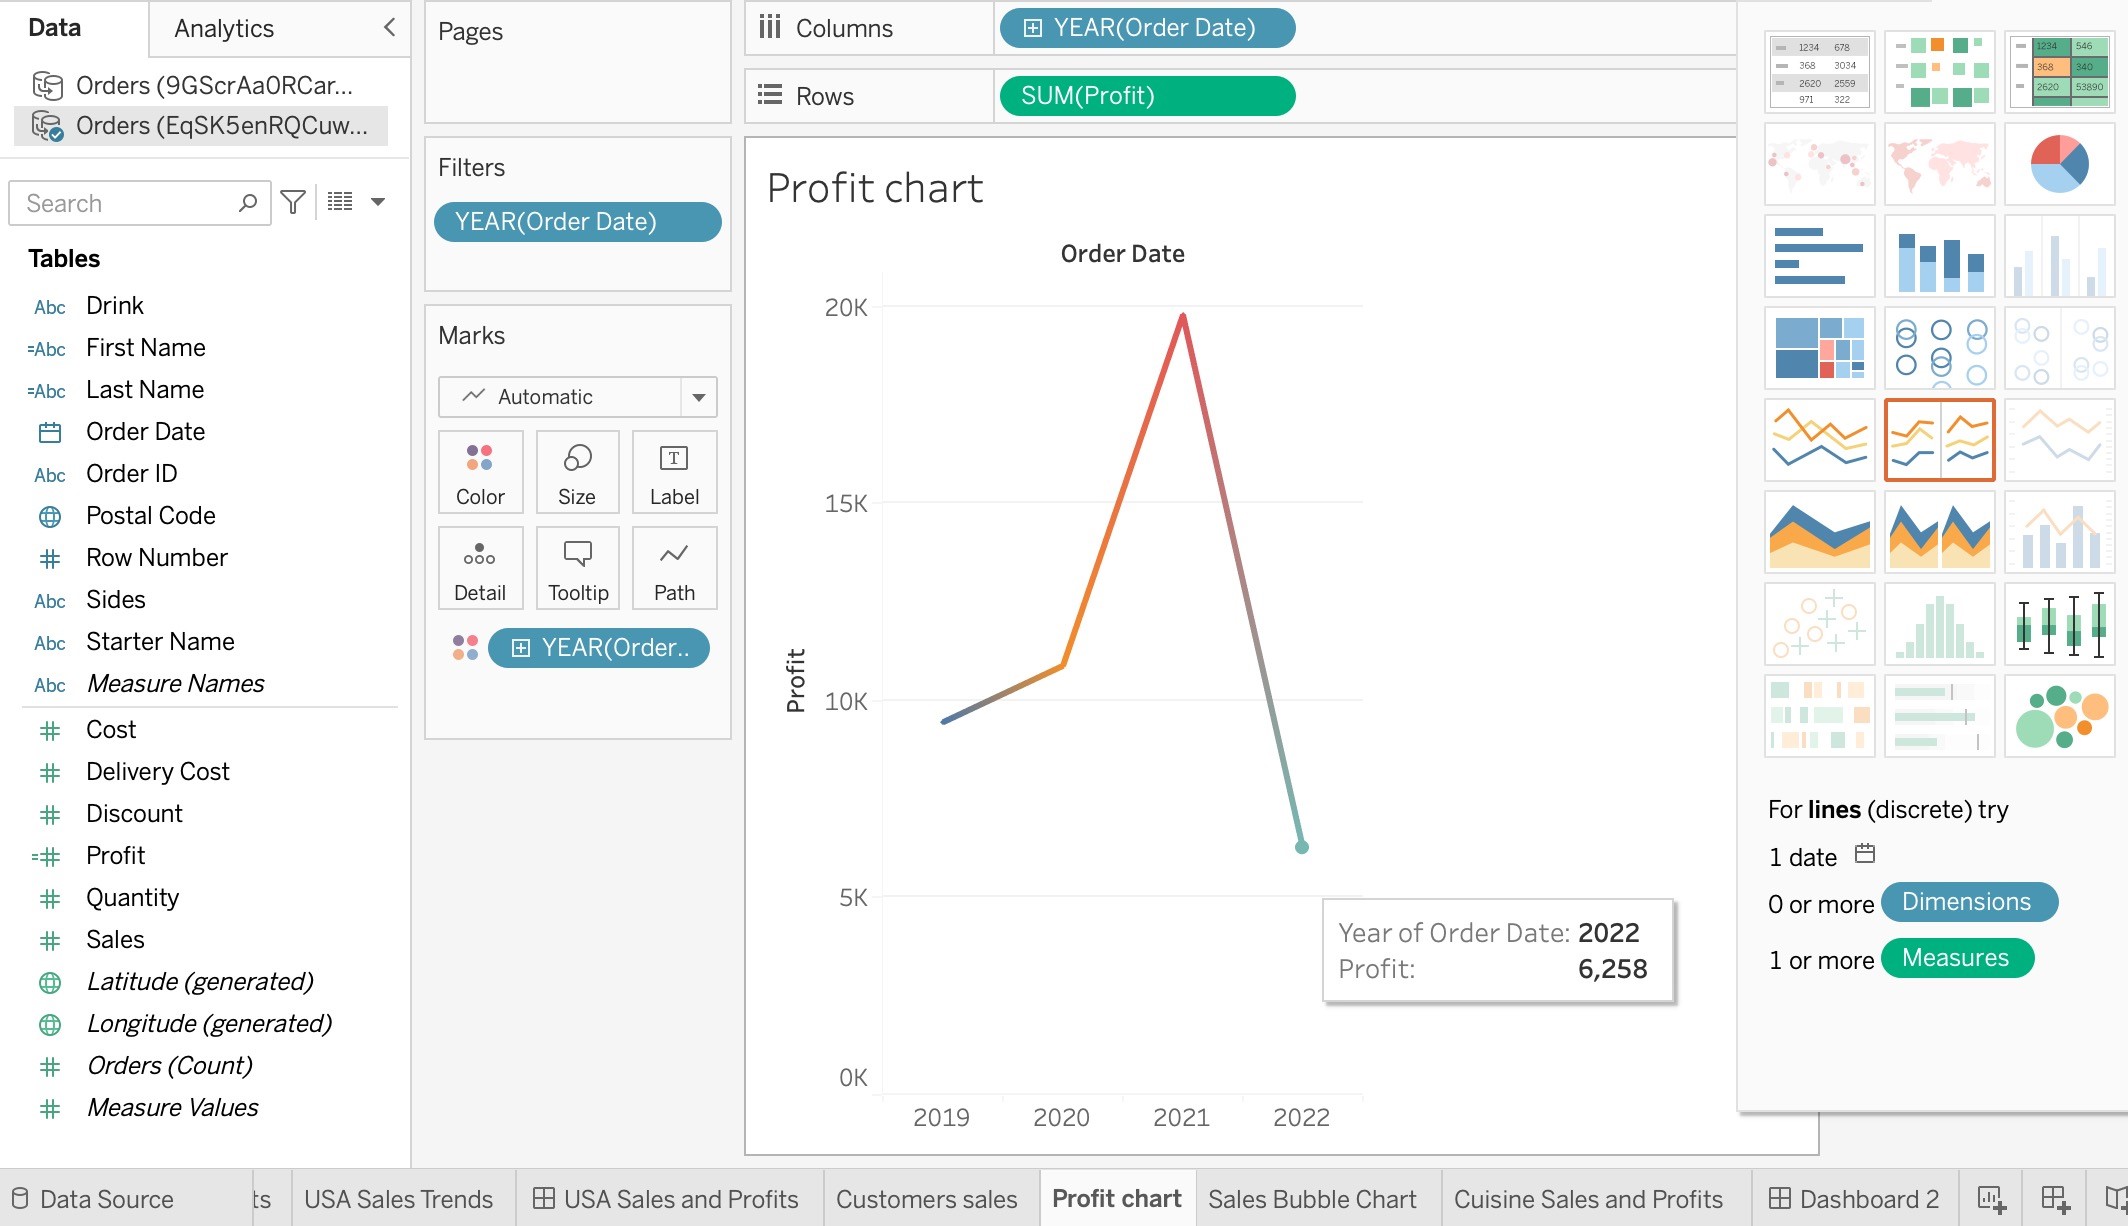 Data
Analytics
Orders (9GScrAa0RCar...
Orders (EqSK5enRQCuw...
Search
Tables
Abc Drink
=Abc First Name
=Abc Last Name
Order Date
Abc Order ID
Postal Code
# Row Number
Abc Sides
Abc Starter Name
Abc Measure Names
# Cost
# Delivery Cost
# Discount
=# Profit
# Quantity
# Sales
Latitude (generated)
Longitude (generated)
# Orders (Count)
# Measure Values
Pages
Filters
YEAR(Order Date)
Marks
Automatic
Color Size Label
Detail Tooltip Path
YEAR(Order..
Columns YEAR(Order Date)
Rows SUM(Profit)
Profit chart
Order Date
20K
15K
10K
5K
0K
Profit
2019 2020 2021 2022
Year of Order Date: 2022
Profit: 6,258
1234 678
368 3034
2620 2559
971 322
1234 546
368 340
2620 53890
For lines (discrete) try
1 date
0 or more Dimensions
1 or more Measures
Data Source
ts
USA Sales Trends
USA Sales and Profits
Customers sales
Profit chart
Sales Bubble Chart
Cuisine Sales and Profits
Dashboard 2